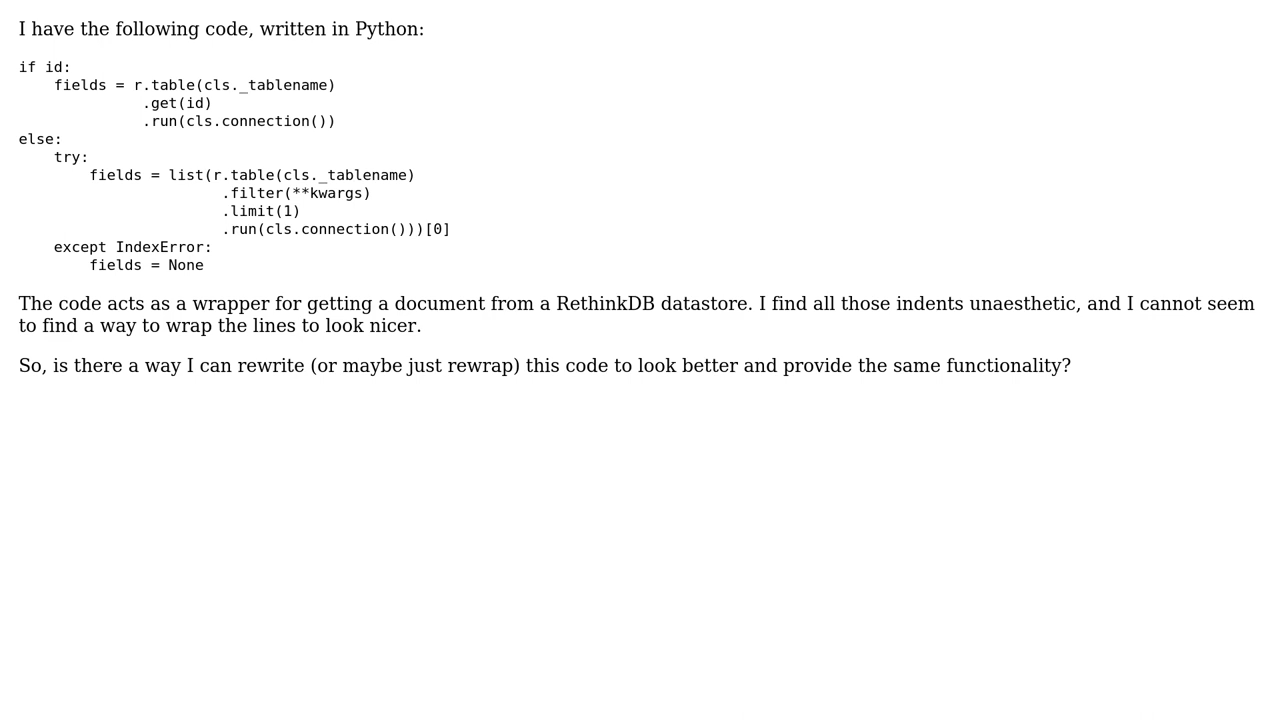 I have the following code, written in Python:
if id:
    fields = r.table(cls._tablename)
              .get(id)
              .run(cls.connection())
else:
    try:
        fields = list(r.table(cls._tablename)
                       .filter(**kwargs)
                       .limit(1)
                       .run(cls.connection()))[0]
    except IndexError:
        fields = None
The code acts as a wrapper for getting a document from a RethinkDB datastore. I find all those indents unaesthetic, and I cannot seem
to find a way to wrap the lines to look nicer.
So, is there a way I can rewrite (or maybe just rewrap) this code to look better and provide the same functionality?